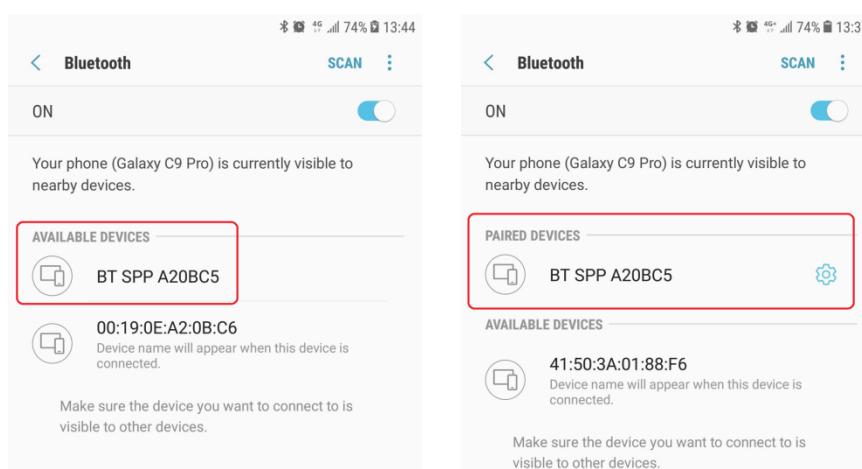 4G 74% 13:44
Bluetooth SCAN
ON
Your phone (Galaxy C9 Pro) is currently visible to
nearby devices.
AVAILABLE DEVICES
BT SPP A20BC5
00:19:0E:A2:0B:C6
Device name will appear when this device is
connected.
Make sure the device you want to connect to is
visible to other devices.
4G+ 74% 13:3
Bluetooth SCAN
ON
Your phone (Galaxy C9 Pro) is currently visible to
nearby devices.
PAIRED DEVICES
BT SPP A20BC5
AVAILABLE DEVICES
41:50:3A:01:88:F6
Device name will appear when this device is
connected.
Make sure the device you want to connect to is
visible to other devices.